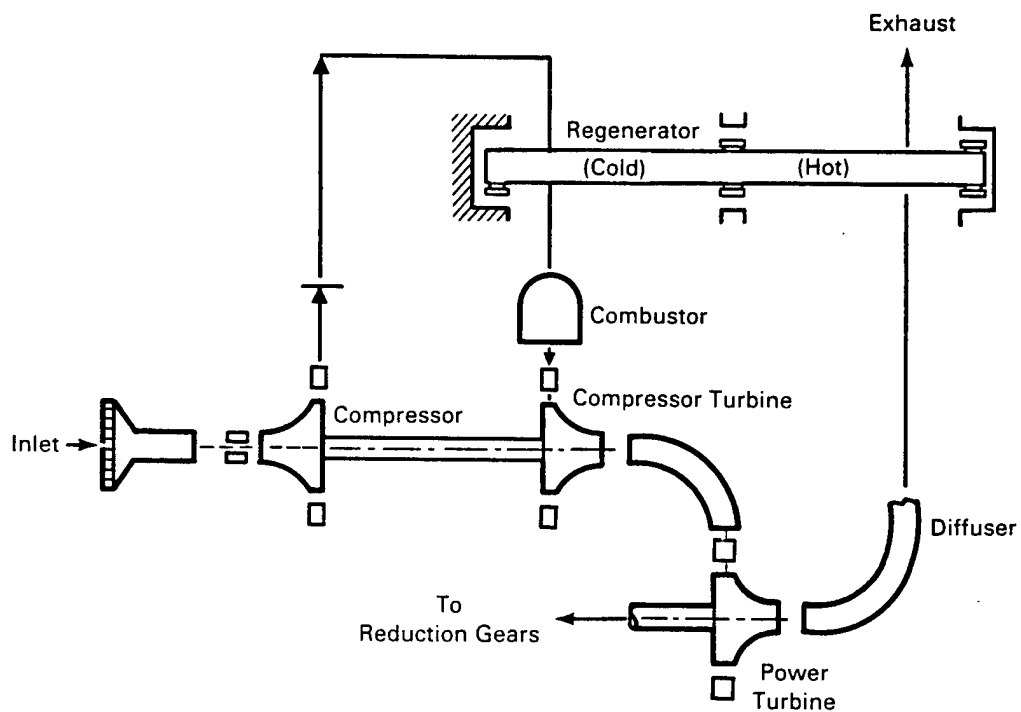 Exhaust
Regenerator
(Cold)
(Hot)
Combustor
Compressor Turbine
Compressor
Inlet
Diffuser
To
Reduction Gears
Power
Turbine